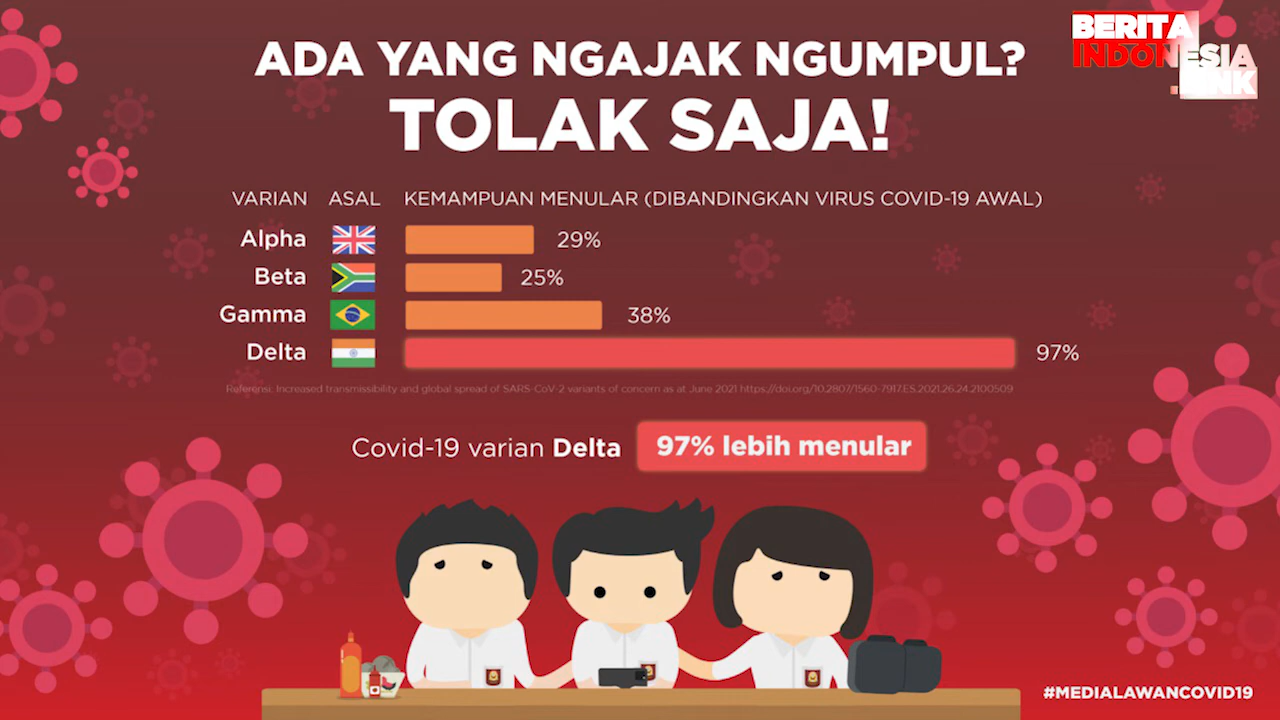 BERITA
INDONESIA
ADA YANG NGAJAK NGUMPUL?
TOLAK SAJA!
VARIAN ASAL KEMAMPUAN MENULAR (DIBANDINGKAN VIRUS COVID-19 AWAL)
Alpha 29%
Beta 25%
Gamma 38%
Delta 97%
Referensi: Increased transmissibility and global spread of SARS-CoV-2 variants of concern as at June 2021 https://doi.org/10.2807/1560-7917.ES.2021.26.24.2100509
Covid-19 varian Delta 97% lebih menular
#MEDIALAWANCOVID19